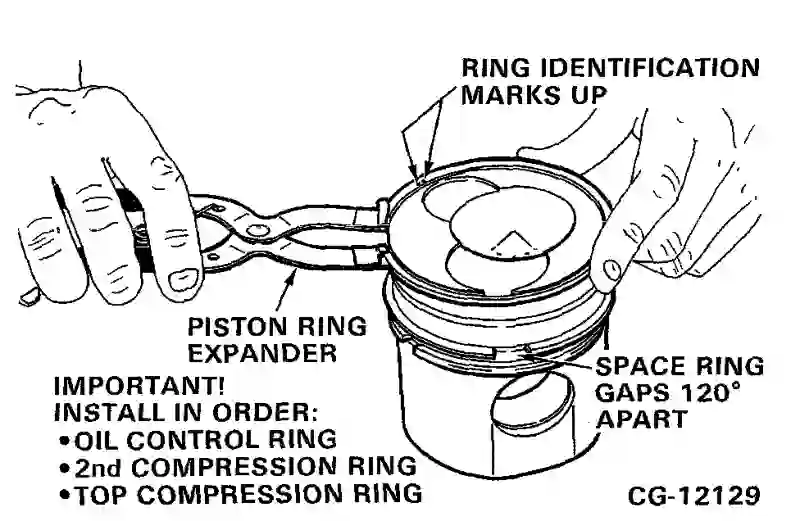 RING IDENTIFICATION
MARKS UP
PISTON RING
EXPANDER
SPACE RING
GAPS 120°
APART
IMPORTANT!
INSTALL IN ORDER:
•OIL CONTROL RING
•2nd COMPRESSION RING
•TOP COMPRESSION RING
CG-12129